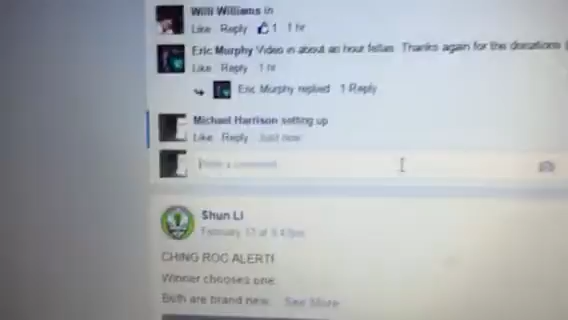 Willi Williams in
Like Reply 1 1 hr
Eric Murphy Video in about an hour fellas. Thanks again for the donations
Like Reply 1 hr
Eric Murphy replied 1 Reply
Michael Harrison setting up
Like Reply Just now
Write a comment
Shun LI
CHING ROC ALERT!
Winner chooses one.
Both are brand new. See More